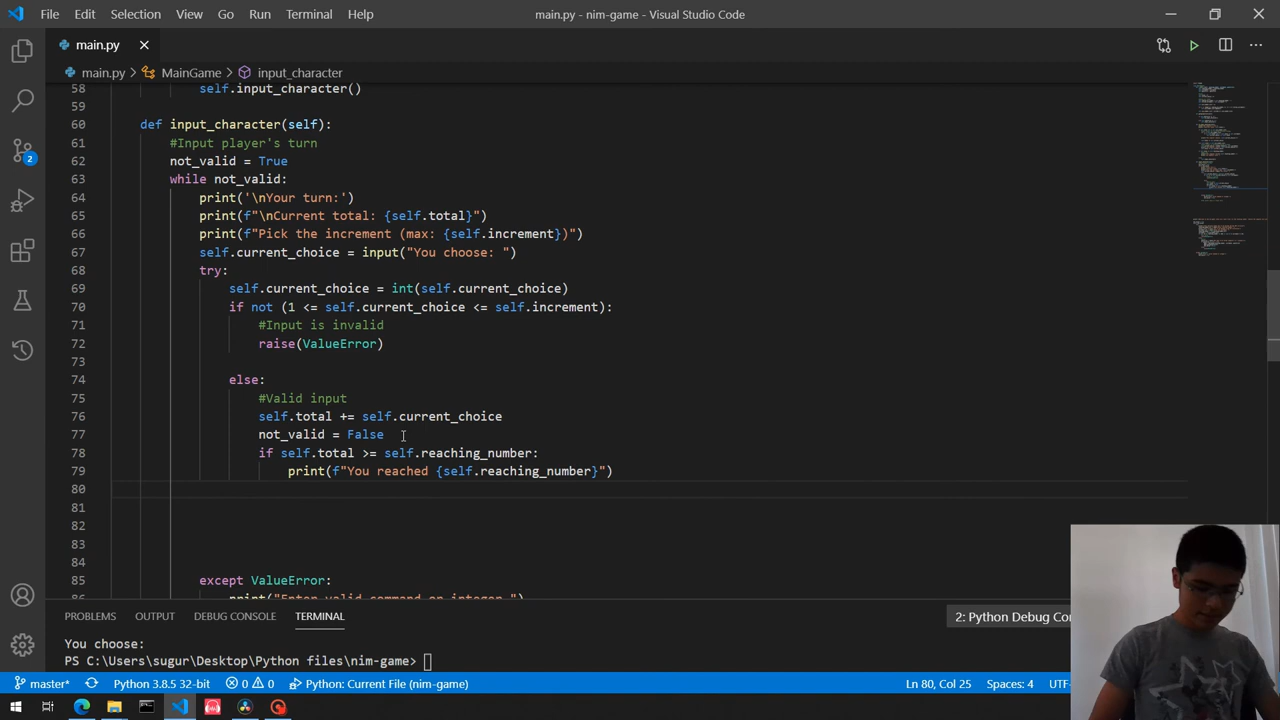 File Edit Selection View Go Run Terminal Help main.py - nim-game - Visual Studio Code
main.py
main.py > MainGame > input_character
58 self.input_character()
59
60 def input_character(self):
61 #Input player's turn
62 not_valid = True
63 while not_valid:
64 print('\nYour turn:')
65 print(f"\nCurrent total: {self.total}")
66 print(f"Pick the increment (max: {self.increment})")
67 self.current_choice = input("You choose: ")
68 try:
69 self.current_choice = int(self.current_choice)
70 if not (1 <= self.current_choice <= self.increment):
71 #Input is invalid
72 raise(ValueError)
73
74 else:
75 #Valid input
76 self.total += self.current_choice
77 not_valid = False
78 if self.total >= self.reaching_number:
79 print(f"You reached {self.reaching_number}")
80
81
82
83
84
85 except ValueError:
86 print("Enter valid command or integer.")
PROBLEMS OUTPUT DEBUG CONSOLE TERMINAL 2: Python Debug Con
You choose:
PS C:\Users\sugur\Desktop\Python files\nim-game>
master* Python 3.8.5 32-bit 0 0 Python: Current File (nim-game) Ln 80, Col 25 Spaces: 4 UTF-
2